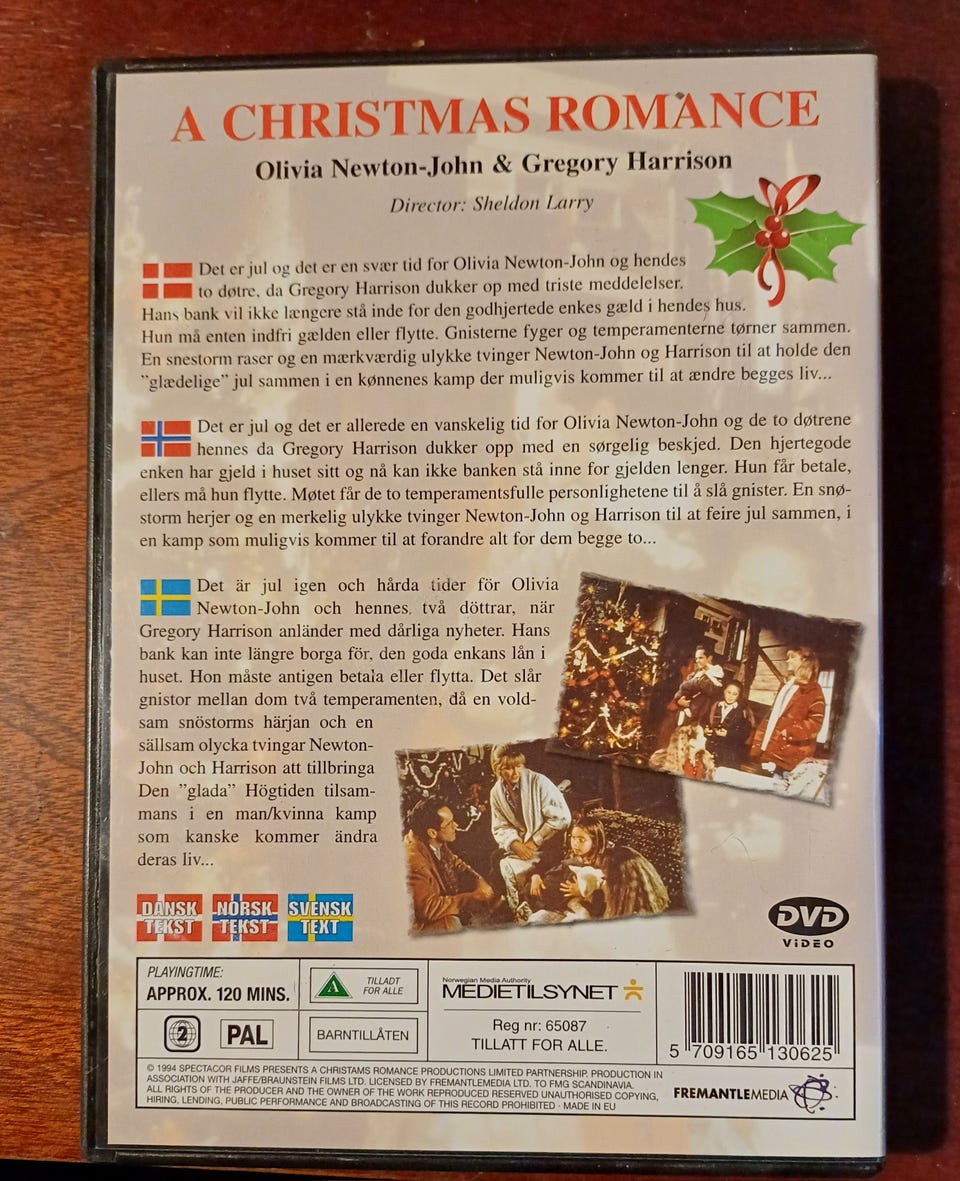 A CHRISTMAS ROMANCE
Olivia Newton-John & Gregory Harrison
Director: Sheldon Larry
Det er jul og det er en svær tid for Olivia Newton-John og hendes
to døtre, da Gregory Harrison dukker op med triste meddelelser.
Hans bank vil ikke længere stå inde for den godhjertede enkes gæld i hendes hus.
Hun må enten indfri gælden eller flytte. Gnisterne fyger og temperamenterne tørner sammen.
En snestorm raser og en mærkværdig ulykke tvinger Newton-John og Harrison til at holde den
"glædelige" jul sammen i en kønnenes kamp der muligvis kommer til at ændre begges liv...
Det er jul og det er allerede en vanskelig tid for Olivia Newton-John og de to døtrene
hennes da Gregory Harrison dukker opp med en sørgelig beskjed. Den hjertegode
enken har gjeld i huset sitt og nå kan ikke banken stå inne for gjelden lenger. Hun får betale,
ellers må hun flytte. Møtet får de to temperamentsfulle personlighetene til å slå gnister. En snø-
storm herjer og en merkelig ulykke tvinger Newton-John og Harrison til at feire jul sammen, i
en kamp som muligvis kommer til at forandre alt for dem begge to...
Det är jul igen och hårda tider för Olivia
Newton-John och hennes två döttrar, när
Gregory Harrison anländer med dårliga nyheter. Hans
bank kan inte längre borga för, den goda enkans lån i
huset. Hon måste antigen betala eller flytta. Det slår
gnistor mellan dom två temperamenten, då en vold-
sam snöstorms härjan och en
sällsam olycka tvingar Newton-
John och Harrison att tillbringa
Den "glada" Högtiden tilsam-
mans i en man/kvinna kamp
som kanske kommer ändra
deras liv...
DANSK TEKST
NORSK TEKST
SVENSK TEXT
DVD
VIDEO
PLAYINGTIME:
APPROX. 120 MINS.
A
TILLADT
FOR ALLE
2
PAL
BARNTILLÅTEN
Norwegian Media Authority
MEDIETILSYNET
Reg nr: 65087
TILLATT FOR ALLE.
5 709165 130625
© 1994 SPECTACOR FILMS PRESENTS A CHRISTAMS ROMANCE PRODUCTIONS LIMITED PARTNERSHIP. PRODUCTION IN
ASSOCIATION WITH JAFFE/BRAUNSTEIN FILMS LTD. LICENSED BY FREMANTLEMEDIA LTD. TO FMG SCANDINAVIA.
ALL RIGHTS OF THE PRODUCER AND THE OWNER OF THE WORK REPRODUCED RESERVED UNAUTHORISED COPYING,
HIRING, LENDING, PUBLIC PERFORMANCE AND BROADCASTING OF THIS RECORD PROHIBITED · MADE IN EU
FREMANTLEMEDIA